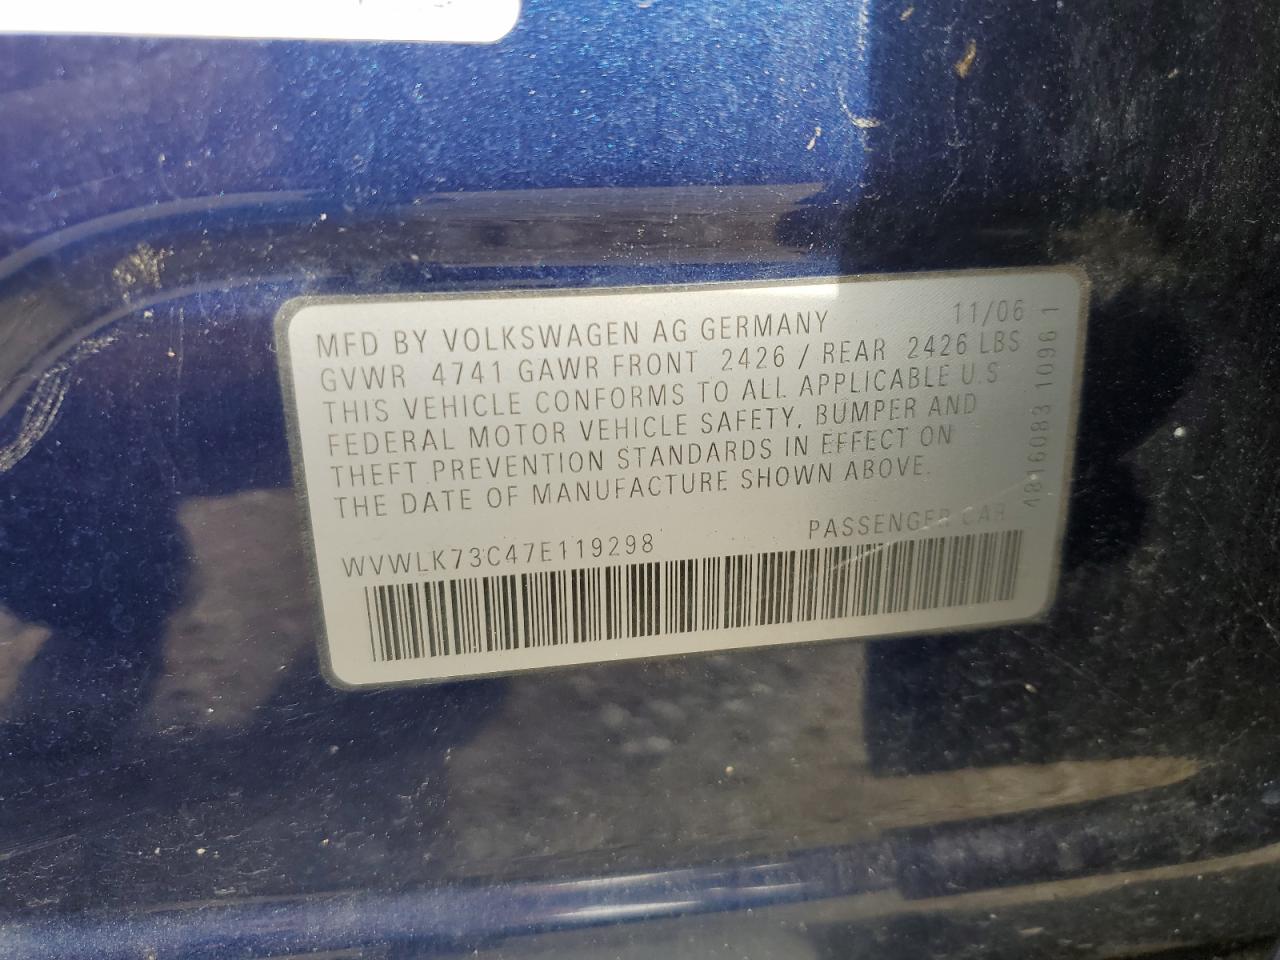 MFD BY VOLKSWAGEN AG GERMANY 11/06
GVWR 4741 GAWR FRONT 2426 / REAR 2426 LBS
THIS VEHICLE CONFORMS TO ALL APPLICABLE U.S
FEDERAL MOTOR VEHICLE SAFETY, BUMPER AND
THEFT PREVENTION STANDARDS IN EFFECT ON
THE DATE OF MANUFACTURE SHOWN ABOVE.
WVWLK73C47E119298 PASSENGER CAR
4816083 1096 1